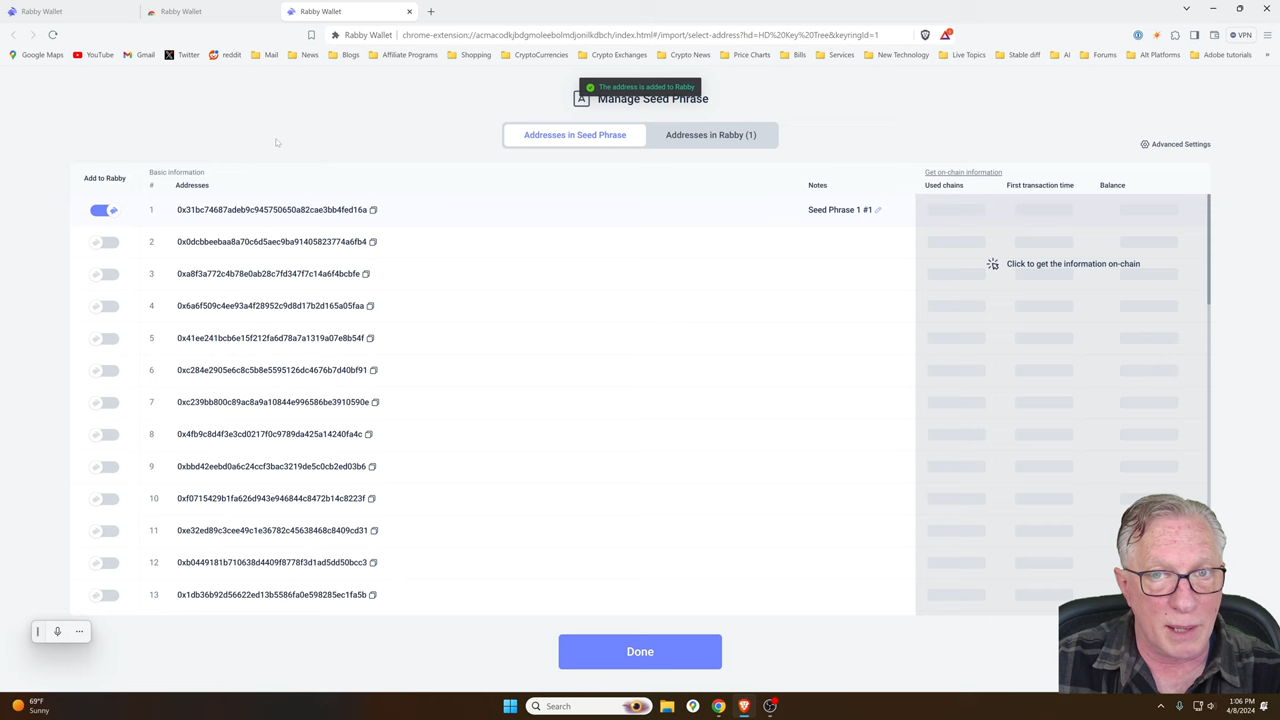 Rabby Wallet
Rabby Wallet
Rabby Wallet
Rabby Wallet chrome-extension://acmacodkjbdgmoleebolmdjonilkdbch/index.html#/import/select-address?hd=HD%20Key%20Tree&keyringId=1
VPN
Google Maps YouTube Gmail Twitter reddit Mail News Blogs Affiliate Programs Shopping CryptoCurrencies Crypto Exchanges Crypto News Price Charts Bills Services New Technology Live Topics Stable diff AI Forums Alt Platforms Adobe tutorials
The address is added to Rabby
Manage Seed Phrase
Addresses in Seed Phrase Addresses in Rabby (1)
Advanced Settings
Add to Rabby Basic information Get on-chain information
# Addresses Notes Used chains First transaction time Balance
1 0x31bc74687adeb9c945750650a82cae3bb4fed16a Seed Phrase 1 #1
2 0x0dcbbeebaa8a70c6d5aec9ba91405823774a6fb4
Click to get the information on-chain
3 0xa8f3a772c4b78e0ab28c7fd347f7c14a6f4bcbfe
4 0x6a6f509c4ee93a4f28952c9d8d17b2d165a05faa
5 0x41ee241bcb6e15f212fa6d78a7a1319a07e8b54f
6 0xc284e2905e6c8c5b8e5595126dc4676b7d40bf91
7 0xc239bb800c89ac8a9a10844e996586be3910590e
8 0x4fb9c8d4f3e3cd0217f0c9789da425a14240fa4c
9 0xbbd42eebd0a6c24ccf3bac3219de5c0cb2ed03b6
10 0xf0715429b1fa626d943e946844c8472b14c8223f
11 0xe32ed89c3cee49c1e36782c45638468c8409cd31
12 0xb0449181b710638d4409f8778f3d1ad5dd50bcc3
13 0x1db36b92d56622ed13b5586fa0e598285ec1fa5b
Done
69°F
Sunny
Search
1:06 PM
4/8/2024